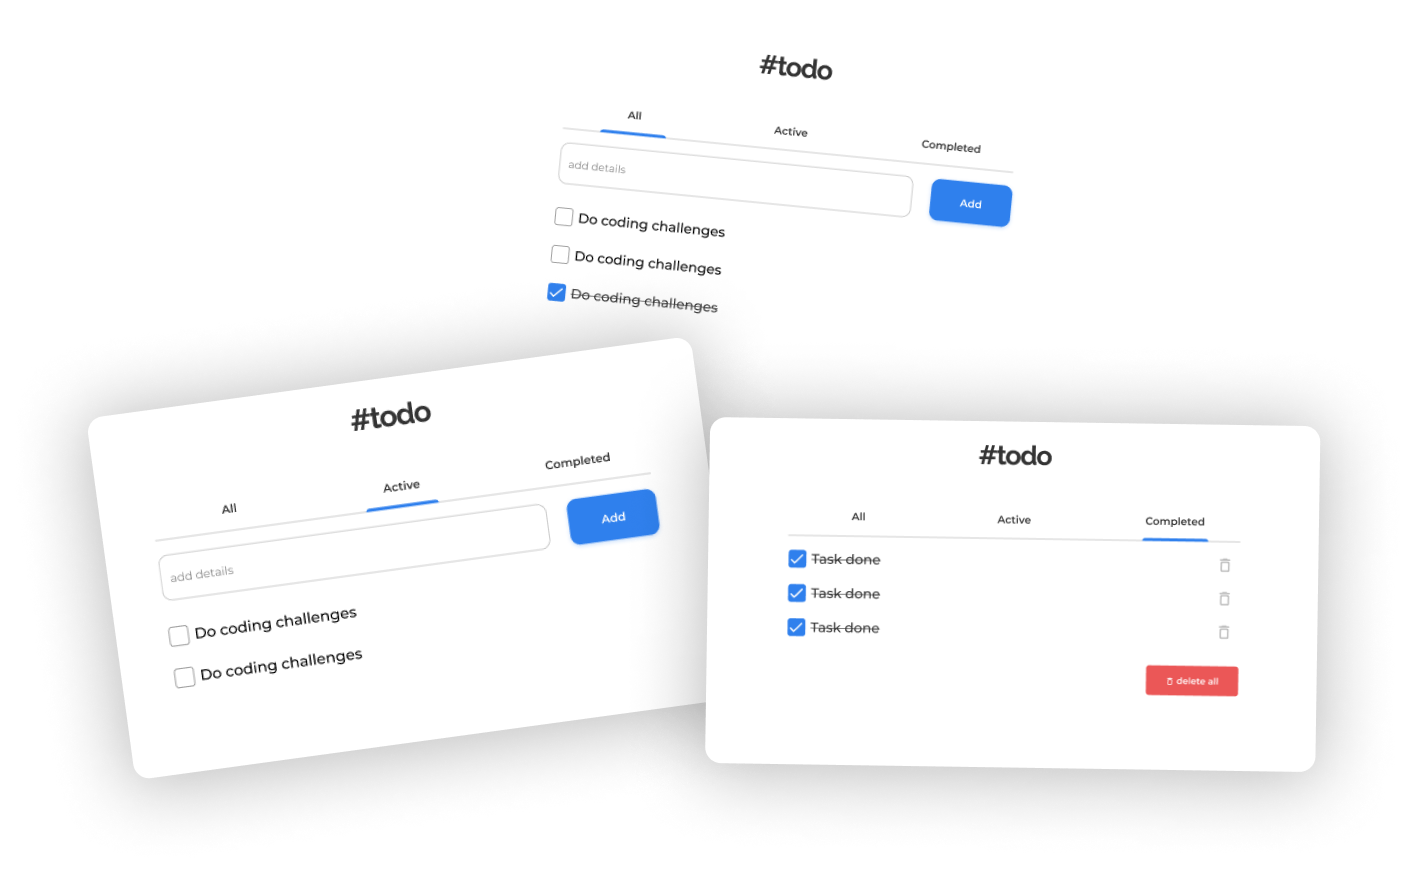 #todo
All Active Completed
add details Add
Do coding challenges
Do coding challenges
Do coding challenges
#todo
All Active Completed
add details Add
Do coding challenges
Do coding challenges
#todo
All Active Completed
Task done
Task done
Task done
delete all